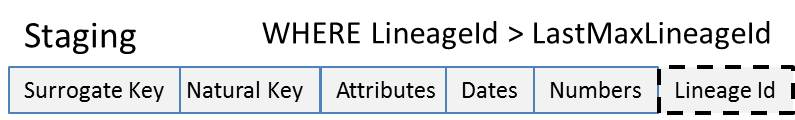 Staging
WHERE LineageId > LastMaxLineageId
Surrogate Key
Natural Key
Attributes
Dates
Numbers
Lineage Id